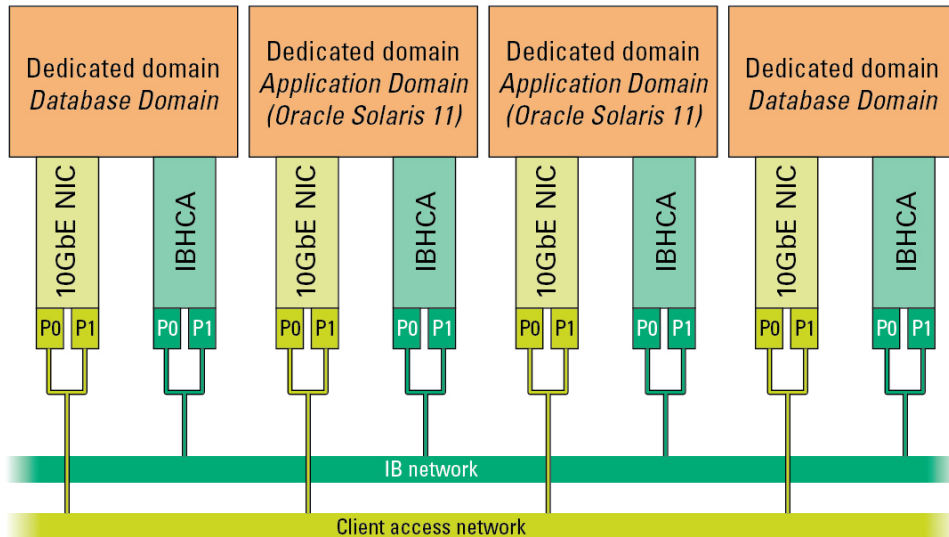 Dedicated domain
Database Domain
Dedicated domain
Application Domain
(Oracle Solaris 11)
Dedicated domain
Application Domain
(Oracle Solaris 11)
Dedicated domain
Database Domain
10GbE NIC
IBHCA
10GbE NIC
IBHCA
10GbE NIC
IBHCA
10GbE NIC
IBHCA
P0 P1
P0 P1
P0 P1
P0 P1
P0 P1
P0 P1
P0 P1
P0 P1
IB network
Client access network